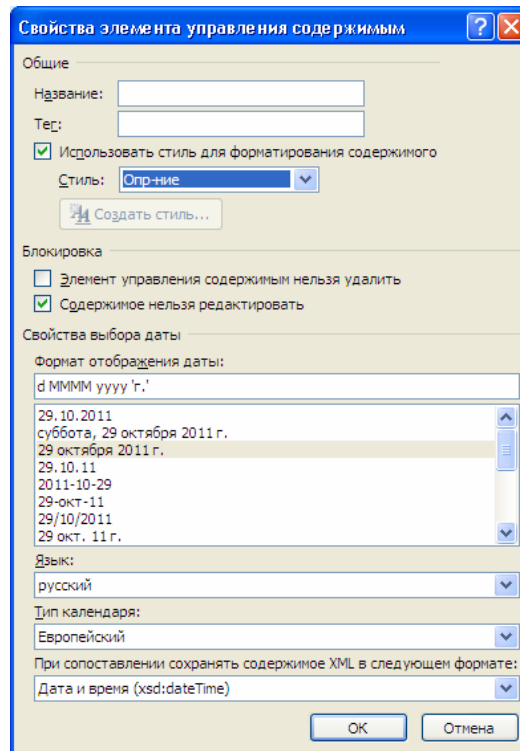 Свойства элемента управления содержимым
Общие
Название:
Тег:
Использовать стиль для форматирования содержимого
Стиль: Опр-ние
Создать стиль...
Блокировка
Элемент управления содержимым нельзя удалить
Содержимое нельзя редактировать
Свойства выбора даты
Формат отображения даты:
d MMMM yyyy 'г.'
29.10.2011
суббота, 29 октября 2011 г.
29 октября 2011 г.
29.10.11
2011-10-29
29-окт-11
29/10/2011
29 окт. 11 г.
Язык:
русский
Тип календаря:
Европейский
При сопоставлении сохранять содержимое XML в следующем формате:
Дата и время (xsd:dateTime)
ОК Отмена